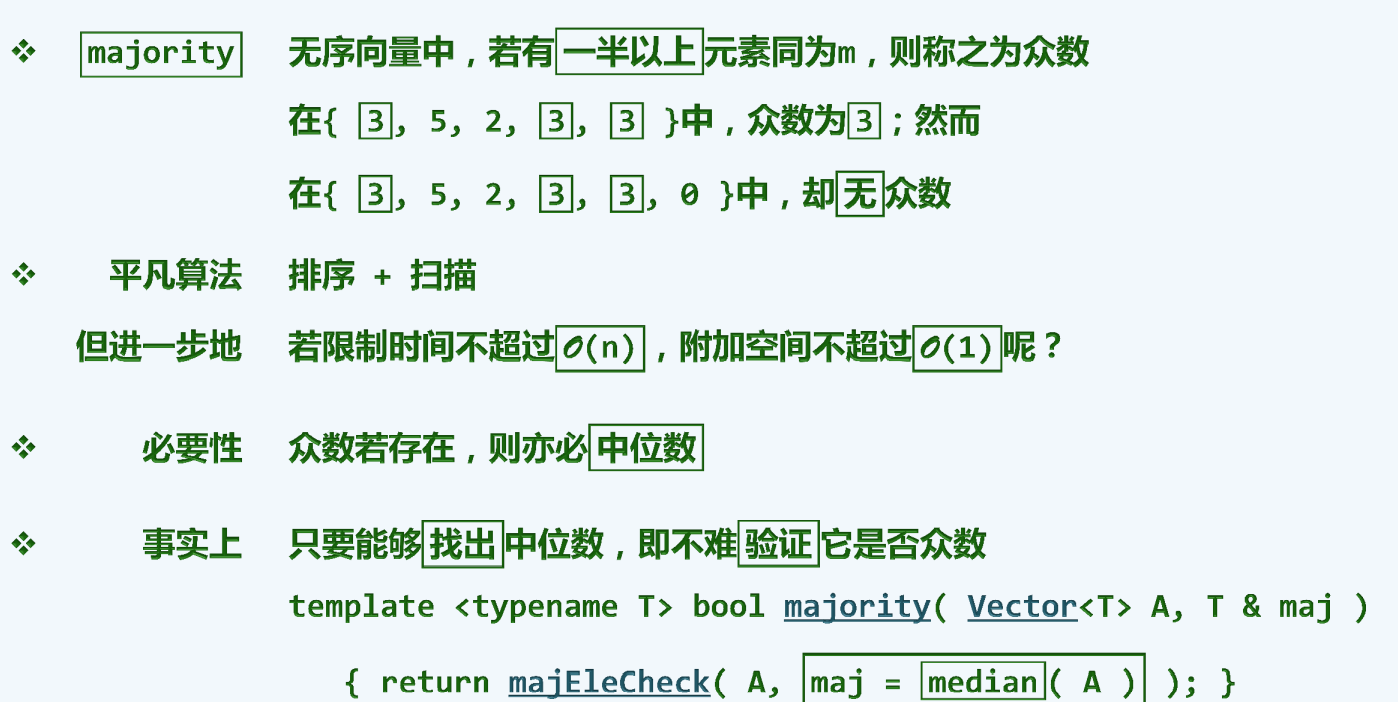 ❖ majority 无序向量中，若有一半以上元素同为m，则称之为众数
在{ 3, 5, 2, 3, 3 }中，众数为3；然而
在{ 3, 5, 2, 3, 3, 0 }中，却无众数
❖ 平凡算法 排序 + 扫描
但进一步地 若限制时间不超过𝒪(n)，附加空间不超过𝒪(1)呢？
❖ 必要性 众数若存在，则亦必中位数
❖ 事实上 只要能够找出中位数，即不难验证它是否众数
template <typename T> bool majority( Vector<T> A, T & maj )
{ return majEleCheck( A, maj = median( A ) ); }